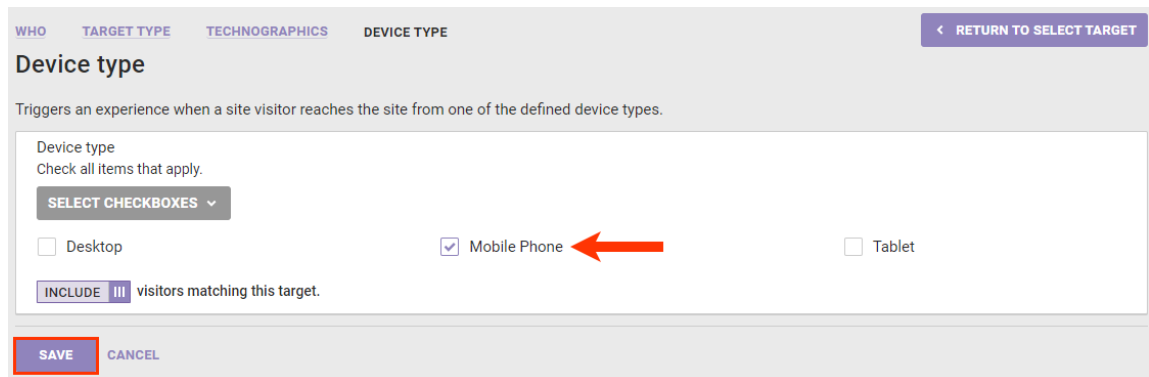 WHO TARGET TYPE TECHNOGRAPHICS DEVICE TYPE
< RETURN TO SELECT TARGET
Device type
Triggers an experience when a site visitor reaches the site from one of the defined device types.
Device type
Check all items that apply.
SELECT CHECKBOXES
Desktop Mobile Phone Tablet
INCLUDE visitors matching this target.
SAVE CANCEL